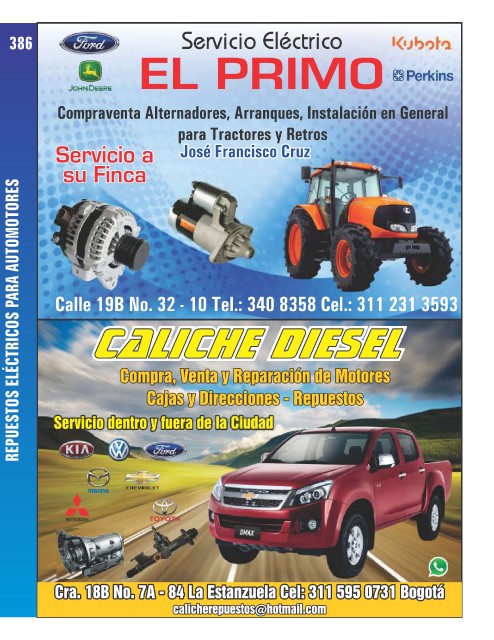 386
REPUESTOS ELÉCTRICOS PARA AUTOMOTORES
Ford
Servicio Eléctrico
Kubota
JOHN DEERE
EL PRIMO
Perkins
Compraventa Alternadores, Arranques, Instalación en General
para Tractores y Retros
José Francisco Cruz
Servicio a
su Finca
Calle 19B No. 32 - 10 Tel.: 340 8358 Cel.: 311 231 3593
CALICHE DIESEL
Compra, Venta y Reparación de Motores
Cajas y Direcciones - Repuestos
Servicio dentro y fuera de la Ciudad
KIA
Ford
mazda
CHEVROLET
MITSUBISHI
TOYOTA
DMAX
Cra. 18B No. 7A - 84 La Estanzuela Cel: 311 595 0731 Bogotá
calicherepuestos@hotmail.com